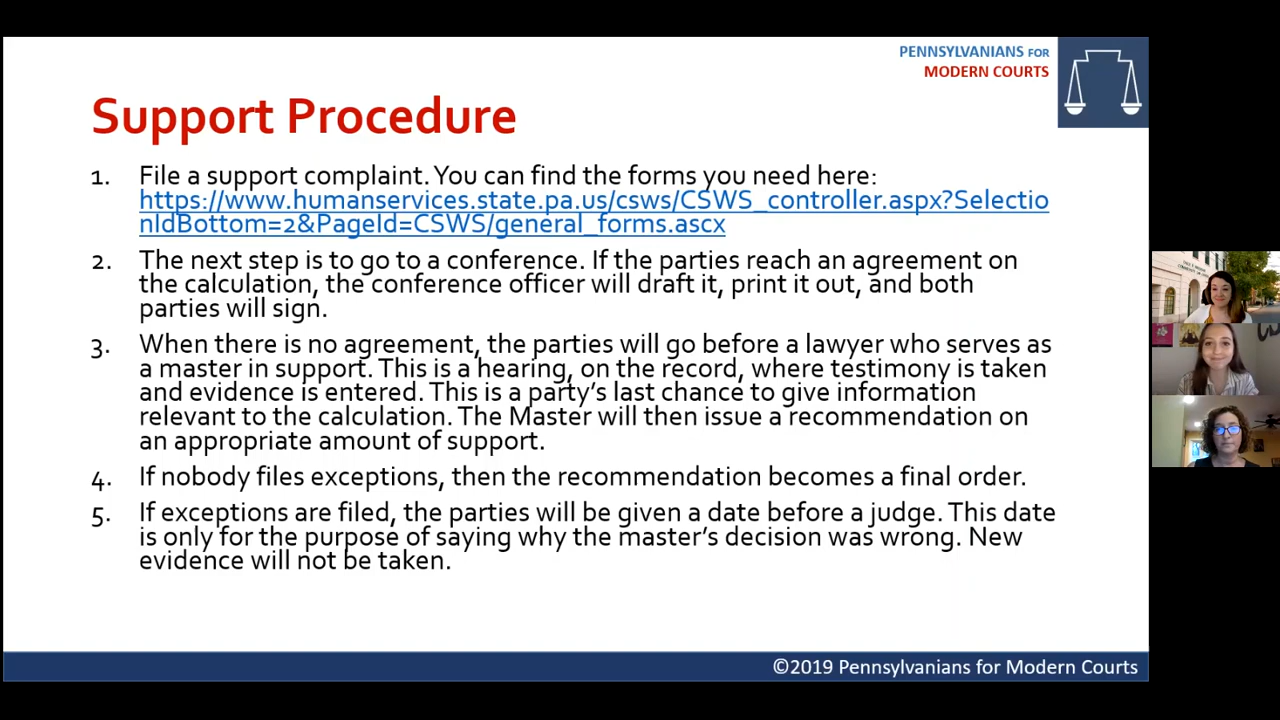 PENNSYLVANIANS FOR
MODERN COURTS
Support Procedure
1. File a support complaint. You can find the forms you need here:
https://www.humanservices.state.pa.us/csws/CSWS_controller.aspx?Selectio
nIdBottom=2&PageId=CSWS/general_forms.ascx
2. The next step is to go to a conference. If the parties reach an agreement on
the calculation, the conference officer will draft it, print it out, and both
parties will sign.
3. When there is no agreement, the parties will go before a lawyer who serves as
a master in support. This is a hearing, on the record, where testimony is taken
and evidence is entered. This is a party's last chance to give information
relevant to the calculation. The Master will then issue a recommendation on
an appropriate amount of support.
4. If nobody files exceptions, then the recommendation becomes a final order.
5. If exceptions are filed, the parties will be given a date before a judge. This date
is only for the purpose of saying why the master's decision was wrong. New
evidence will not be taken.
©2019 Pennsylvanians for Modern Courts